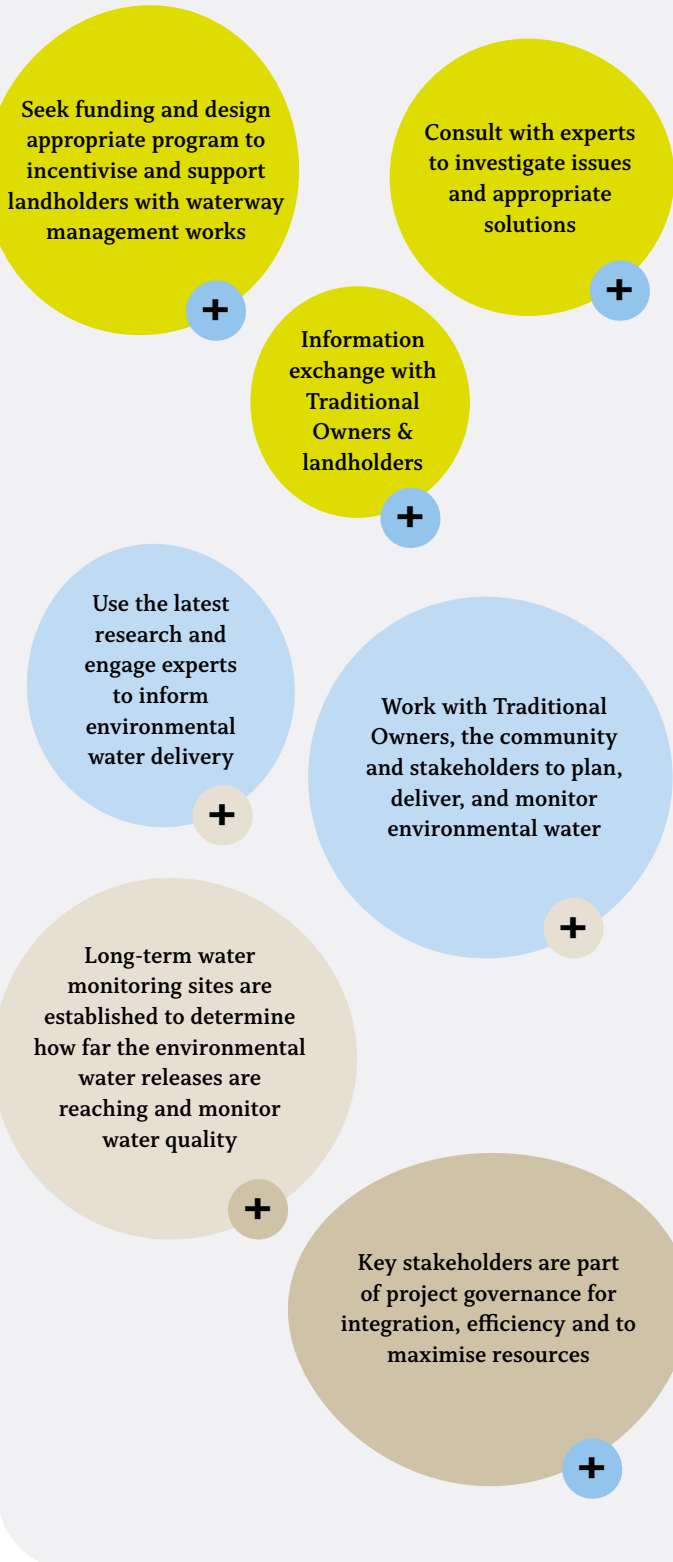 Seek funding and design
appropriate program to
incentivise and support
landholders with waterway
management works
+
Consult with experts
to investigate issues
and appropriate
solutions
+
Information
exchange with
Traditional
Owners &
landholders
+
Use the latest
research and
engage experts
to inform
environmental
water delivery
+
Work with Traditional
Owners, the community
and stakeholders to plan,
deliver, and monitor
environmental water
+
Long-term water
monitoring sites are
established to determine
how far the environmental
water releases are
reaching and monitor
water quality
+
Key stakeholders are part
of project governance for
integration, efficiency and to
maximise resources
+